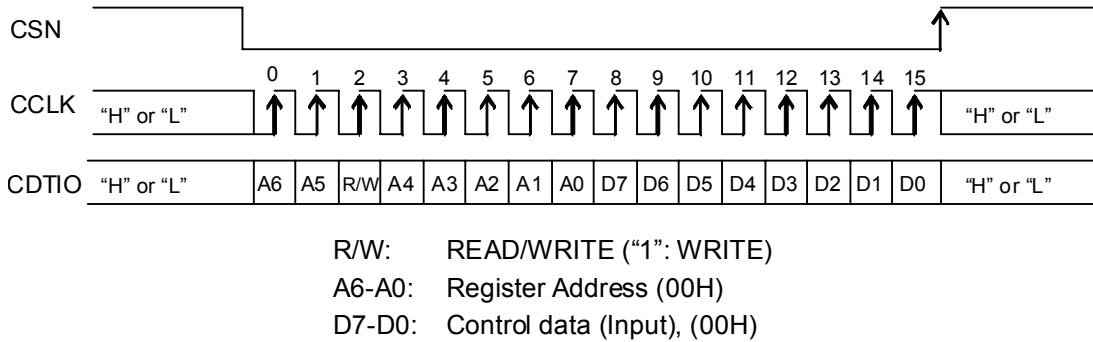 CSN
0 1 2 3 4 5 6 7 8 9 10 11 12 13 14 15
CCLK “H” or “L” “H” or “L”
CDTIO “H” or “L” A6 A5 R/W A4 A3 A2 A1 A0 D7 D6 D5 D4 D3 D2 D1 D0 “H” or “L”
R/W: READ/WRITE (“1”: WRITE)
A6-A0: Register Address (00H)
D7-D0: Control data (Input), (00H)